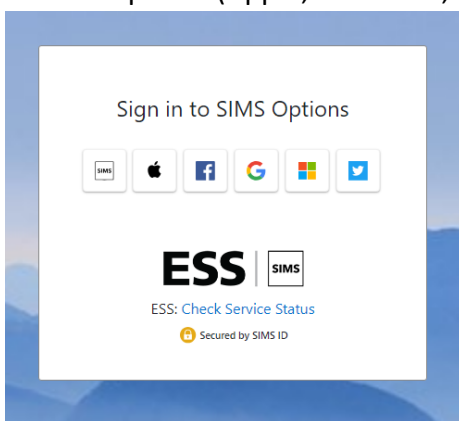 Sign in to SIMS Options
SIMS
ESS SIMS
ESS: Check Service Status
Secured by SIMS ID